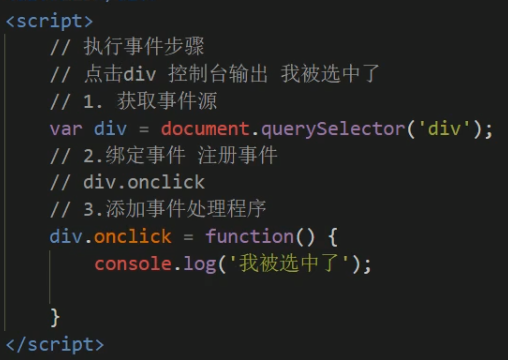 <script>
// 执行事件步骤
// 点击div 控制台输出 我被选中了
// 1. 获取事件源
var div = document.querySelector('div');
// 2.绑定事件 注册事件
// div.onclick
// 3.添加事件处理程序
div.onclick = function() {
console.log('我被选中了');
}
</script>